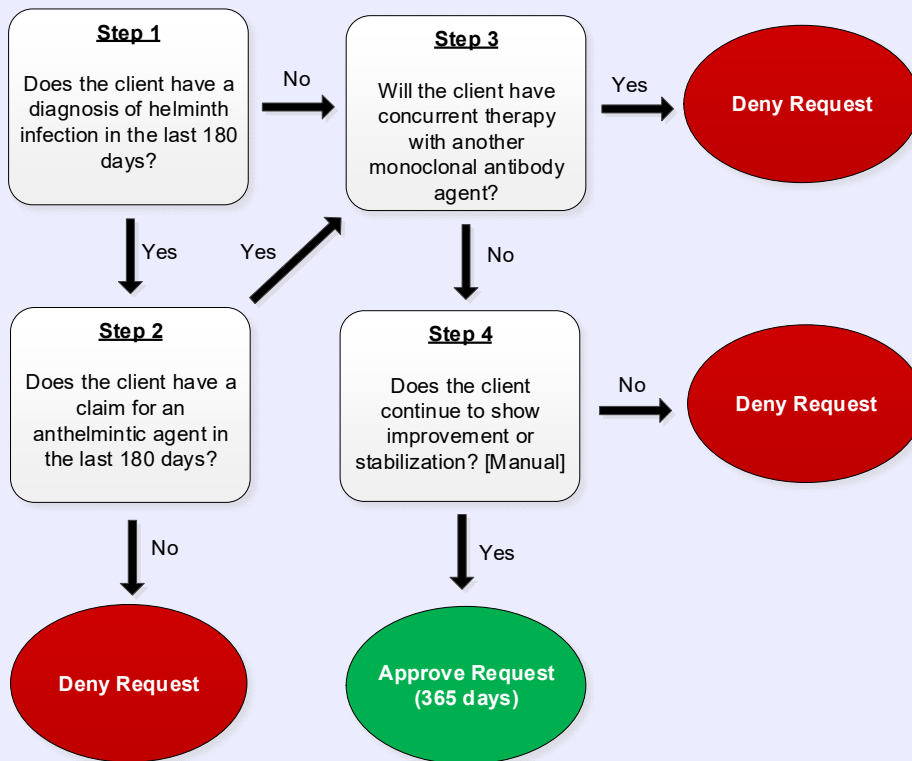 Step 1
Does the client have a
diagnosis of helminth
infection in the last 180
days?
No
Step 3
Will the client have
concurrent therapy
with another
monoclonal antibody
agent?
Yes
Deny Request
Yes
Yes
No
Step 2
Does the client have a
claim for an
anthelmintic agent in
the last 180 days?
Step 4
Does the client
continue to show
improvement or
stabilization? [Manual]
No
Deny Request
No
Yes
Deny Request
Approve Request
(365 days)